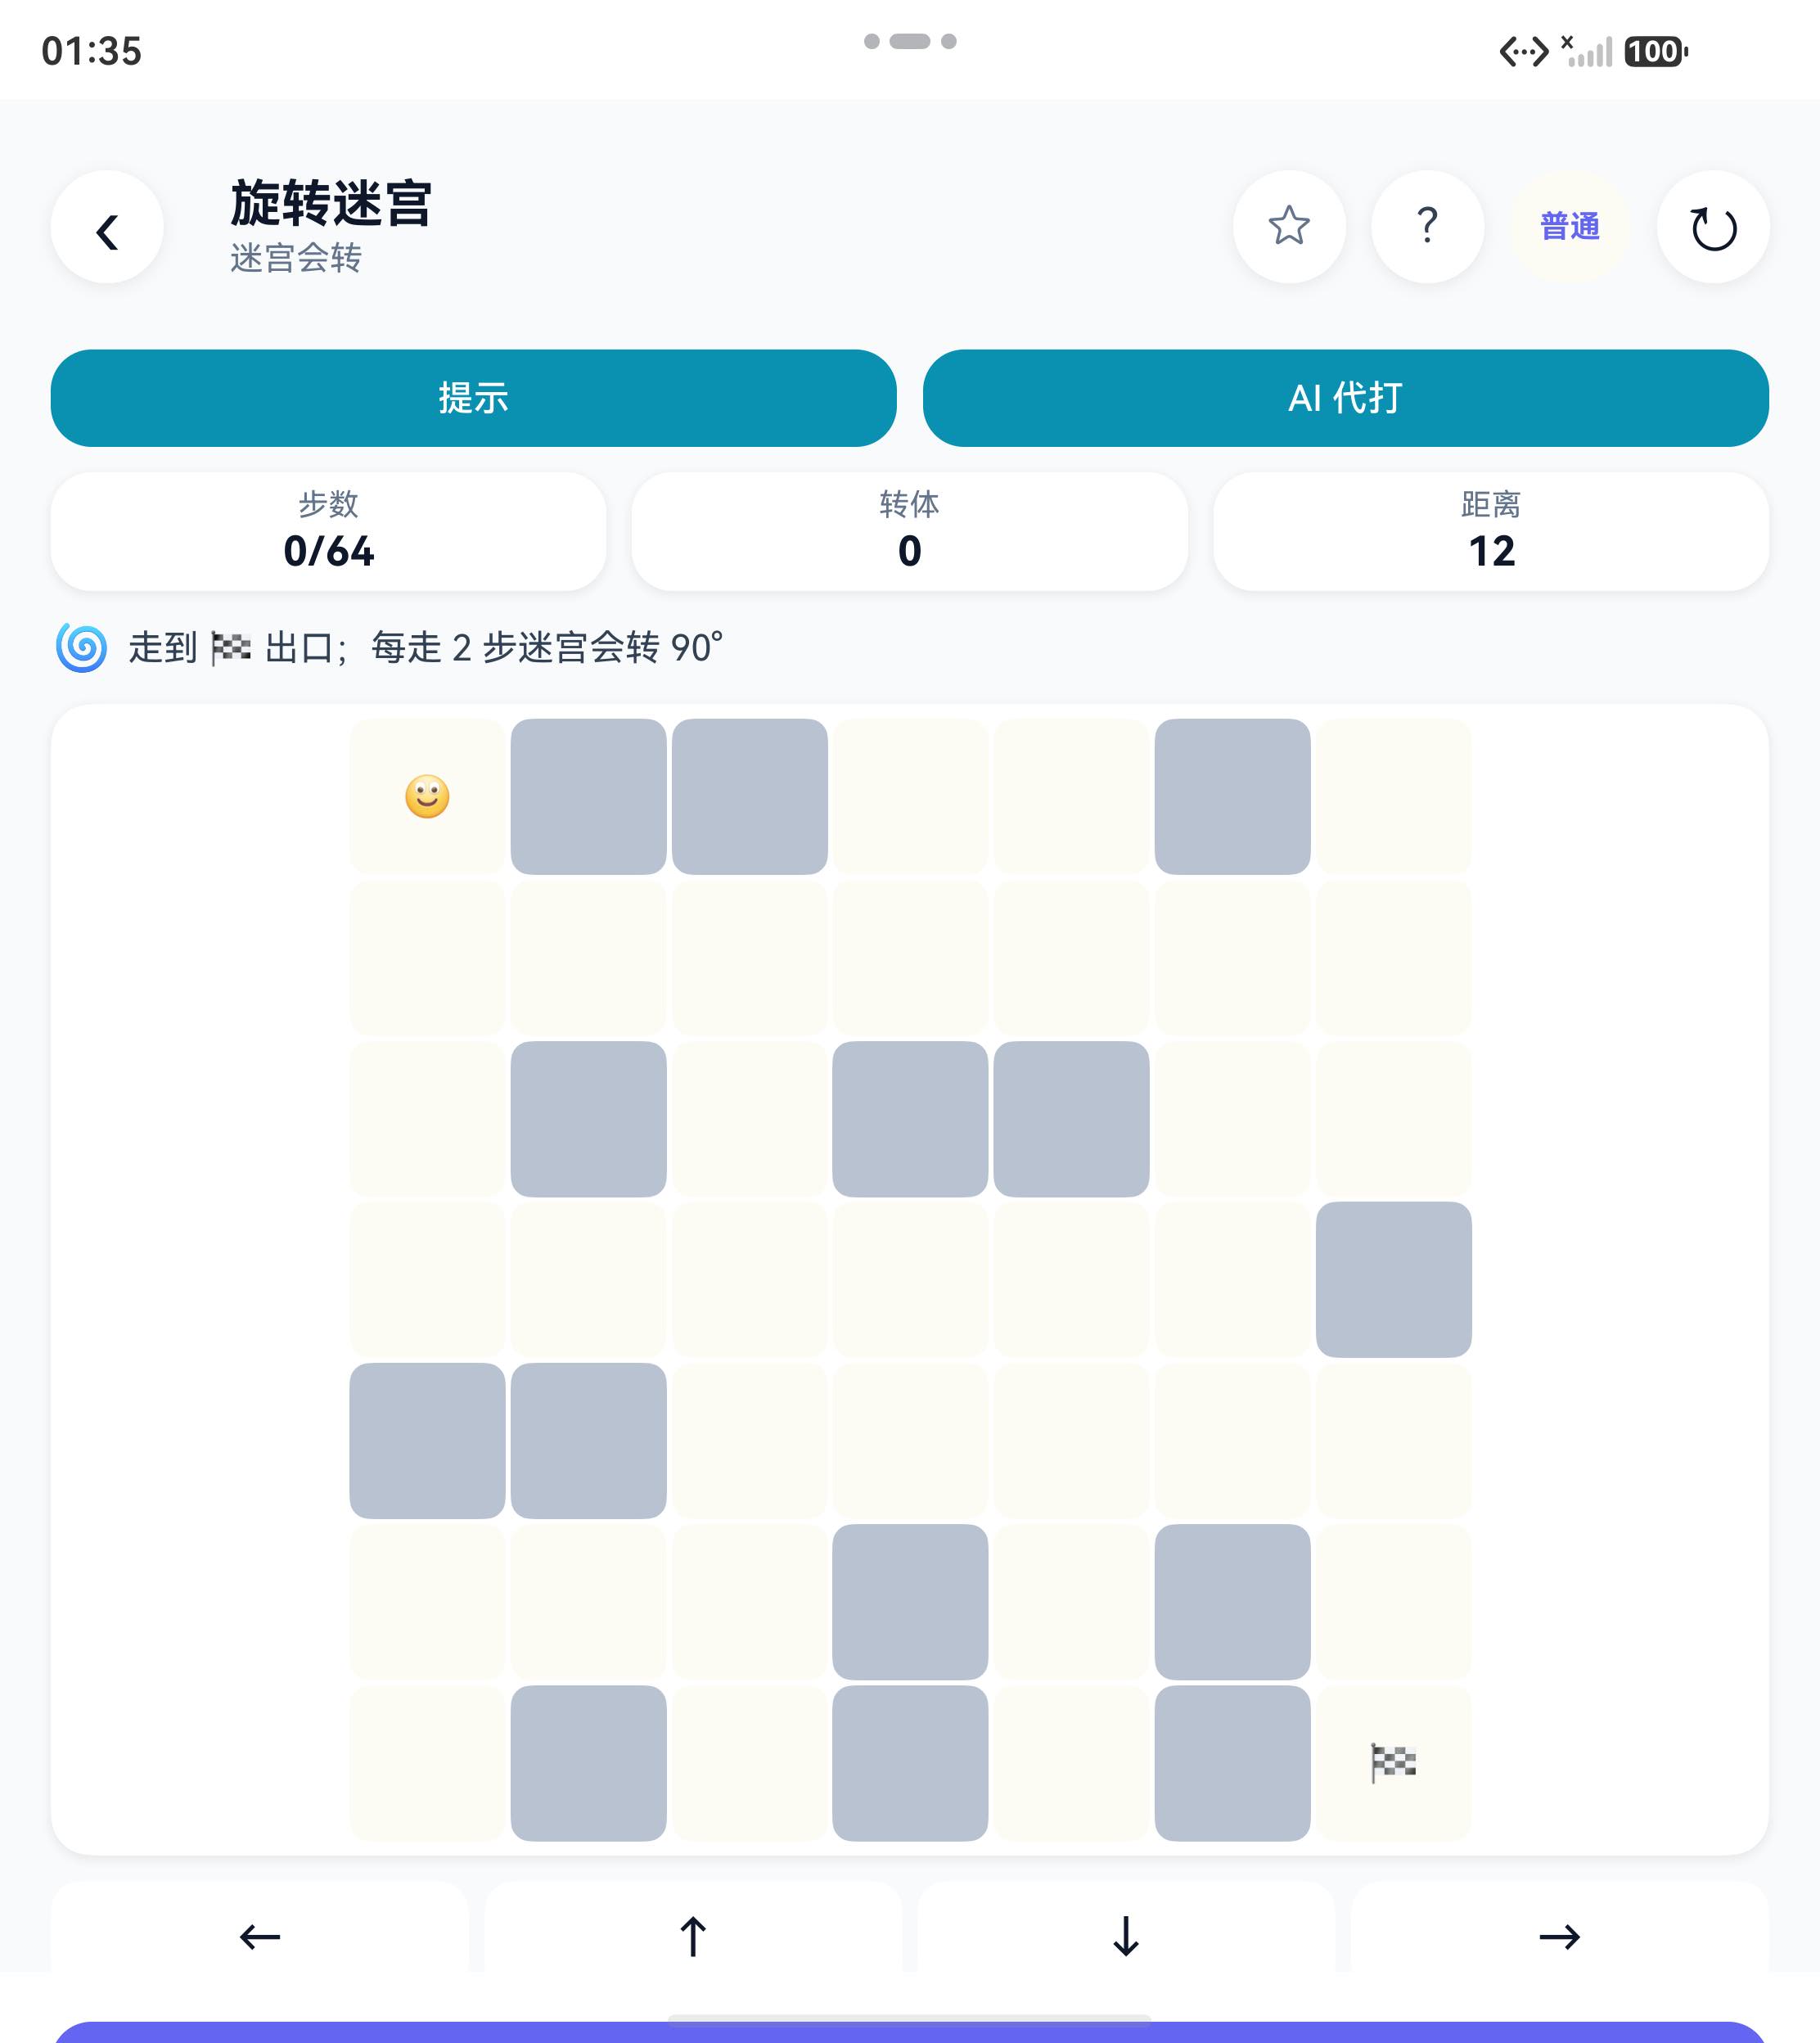 01:35
100
旋转迷宫
迷宫会转
?
普通
提示
AI 代打
步数
0/64
转体
0
距离
12
🌀 走到 🏁 出口；每走 2 步迷宫会转 90°
← ↑ ↓ →